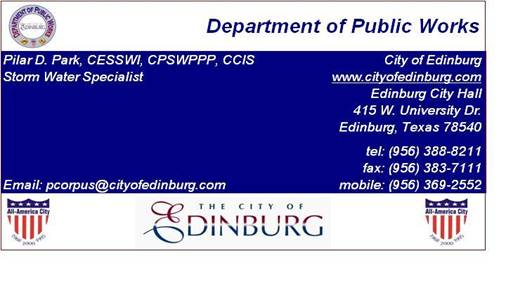 Department of Public Works
Pilar D. Park, CESSWI, CPSWPPP, CCIS
Storm Water Specialist
City of Edinburg
www.cityofedinburg.com
Edinburg City Hall
415 W. University Dr.
Edinburg, Texas 78540
tel: (956) 388-8211
fax: (956) 383-7111
Email: pcorpus@cityofedinburg.com
mobile: (956) 369-2552
All-America City
THE CITY OF
EDINBURG
All-America City